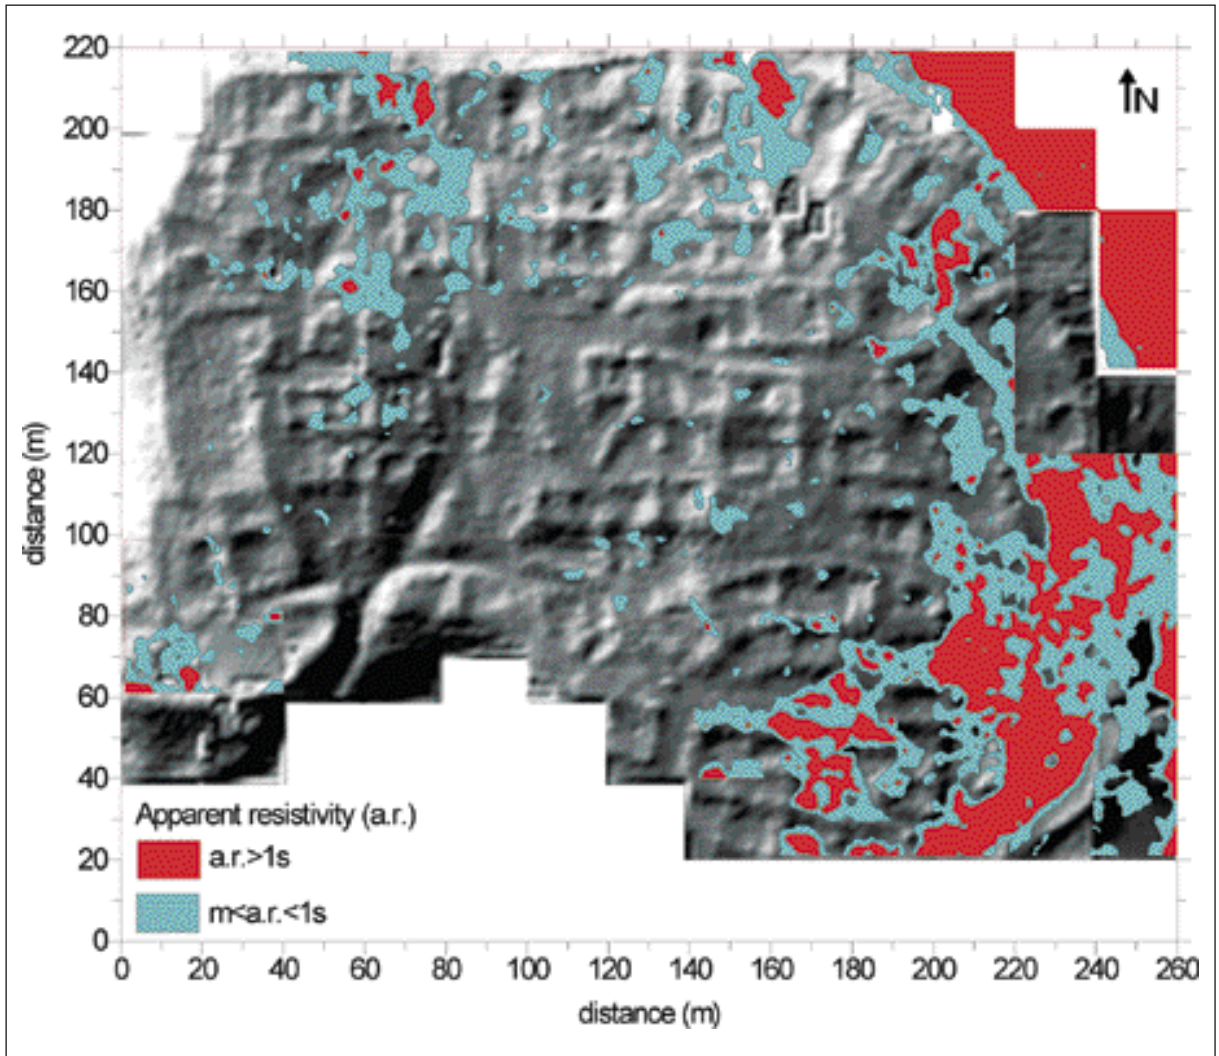 220
200
180
160
140
120
100
80
60
40
20
0
distance (m)
N
Apparent resistivity (a.r.)
a.r.>1s
m<a.r.<1s
0 20 40 60 80 100 120 140 160 180 200 220 240 260
distance (m)